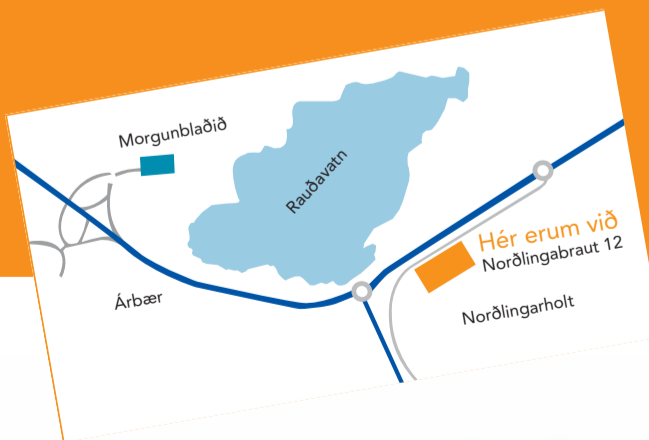 Morgunblaðið
Rauðavatn
Hér erum við
Norðlingabraut 12
Árbær
Norðlingarholt